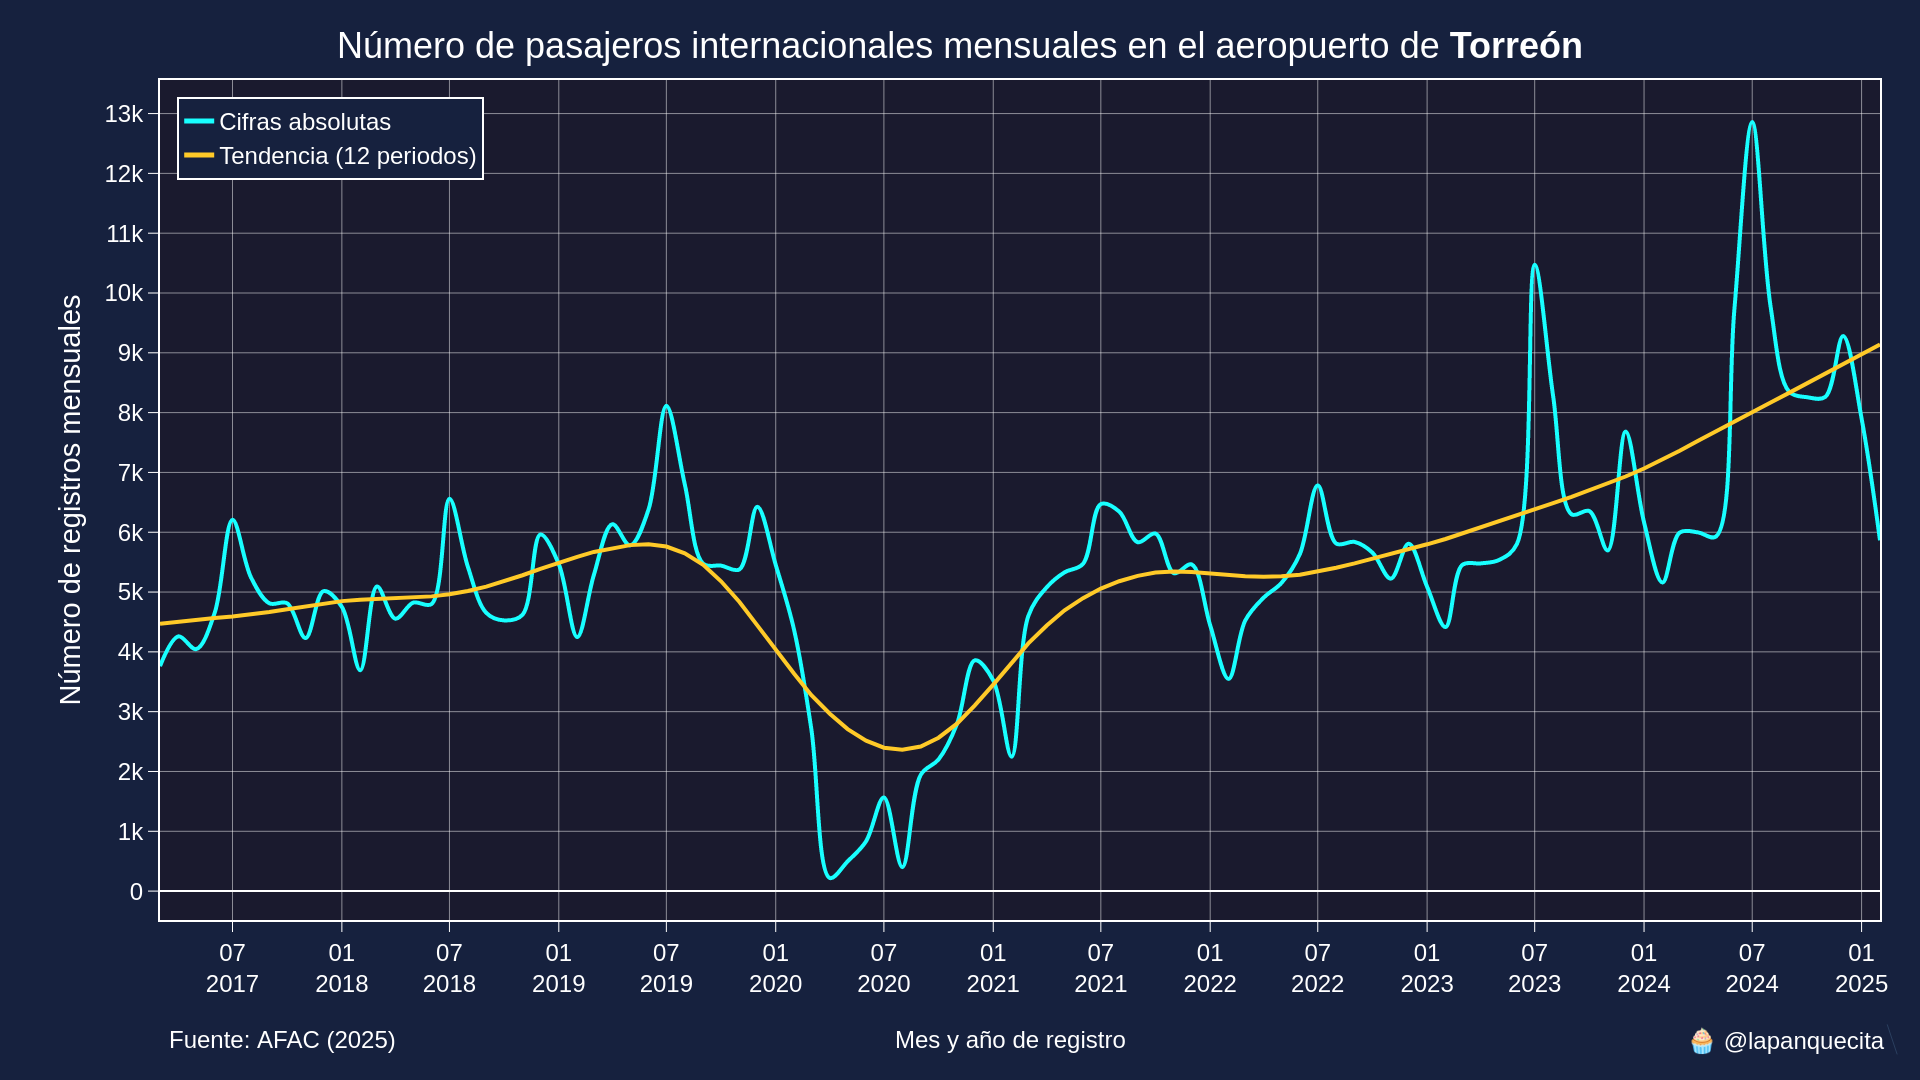 Número de pasajeros internacionales mensuales en el aeropuerto de Torreón
Cifras absolutas
Tendencia (12 periodos)
Número de registros mensuales
13k
12k
11k
10k
9k
8k
7k
6k
5k
4k
3k
2k
1k
0
07 01 07 01 07 01 07 01 07 01 07 01 07 01 07 01
2017 2018 2018 2019 2019 2020 2020 2021 2021 2022 2022 2023 2023 2024 2024 2025
Fuente: AFAC (2025)
Mes y año de registro
🧁 @lapanquecita